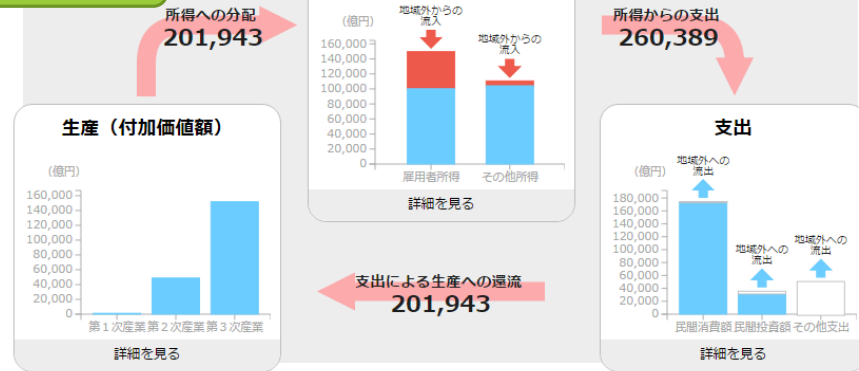 所得への分配
201,943
(億円)
地域外からの
流入
地域外からの
流入
160,000
140,000
120,000
100,000
80,000
60,000
40,000
20,000
0
雇用者所得 その他所得
詳細を見る
所得からの支出
260,389
生産（付加価値額）
(億円)
160,000
140,000
120,000
100,000
80,000
60,000
40,000
20,000
0
第1次産業 第2次産業 第3次産業
詳細を見る
支出による生産への還流
201,943
支出
(億円)
地域外への
流出
地域外への
流出
地域外への
流出
180,000
160,000
140,000
120,000
100,000
80,000
60,000
40,000
20,000
0
民間消費額 民間投資額 その他支出
詳細を見る